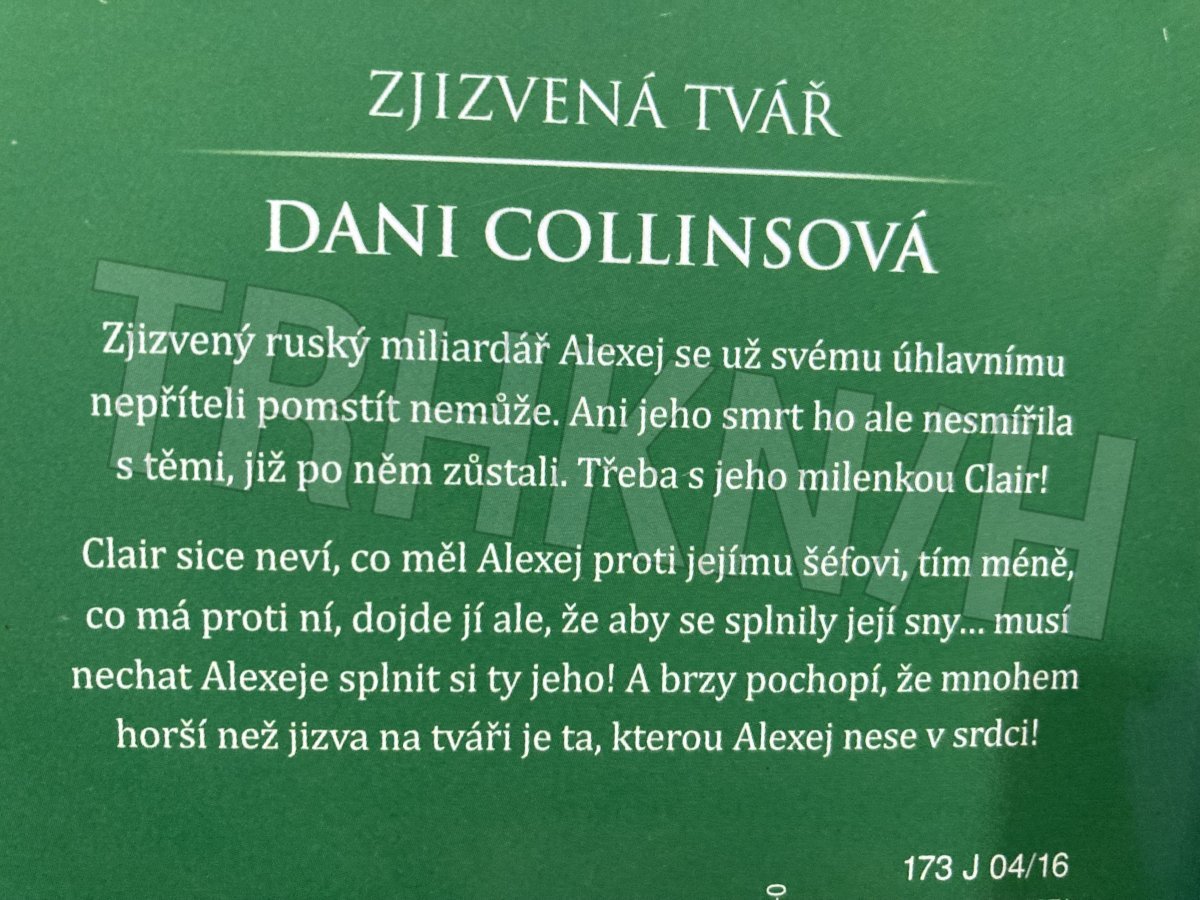 ZJIZVENÁ TVÁŘ
DANI COLLINSOVÁ
Zjizvený ruský miliardář Alexej se už svému úhlavnímu
nepříteli pomstít nemůže. Ani jeho smrt ho ale nesmířila
s těmi, již po něm zůstali. Třeba s jeho milenkou Clair!
Clair sice neví, co měl Alexej proti jejímu šéfovi, tím méně,
co má proti ní, dojde jí ale, že aby se splnily její sny... musí
nechat Alexeje splnit si ty jeho! A brzy pochopí, že mnohem
horší než jizva na tváři je ta, kterou Alexej nese v srdci!
173 J 04/16
TRHKN/H